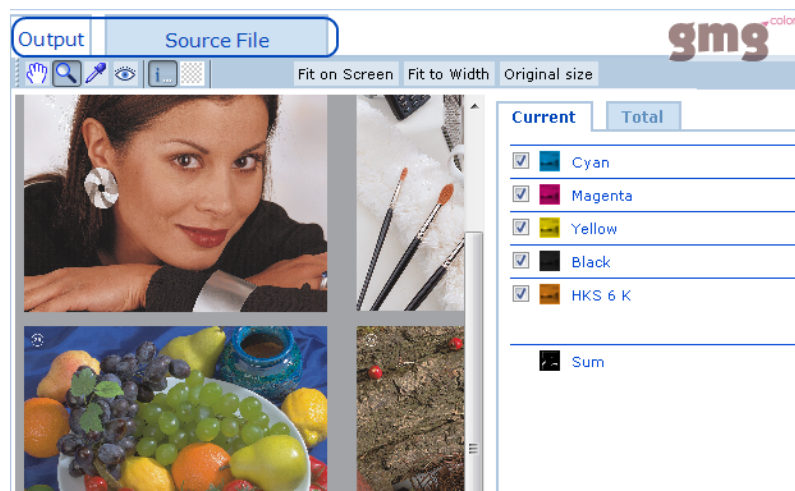 Output Source File
gmg color
i...
Fit on Screen Fit to Width Original size
Current Total
Cyan
Magenta
Yellow
Black
HKS 6 K
Sum